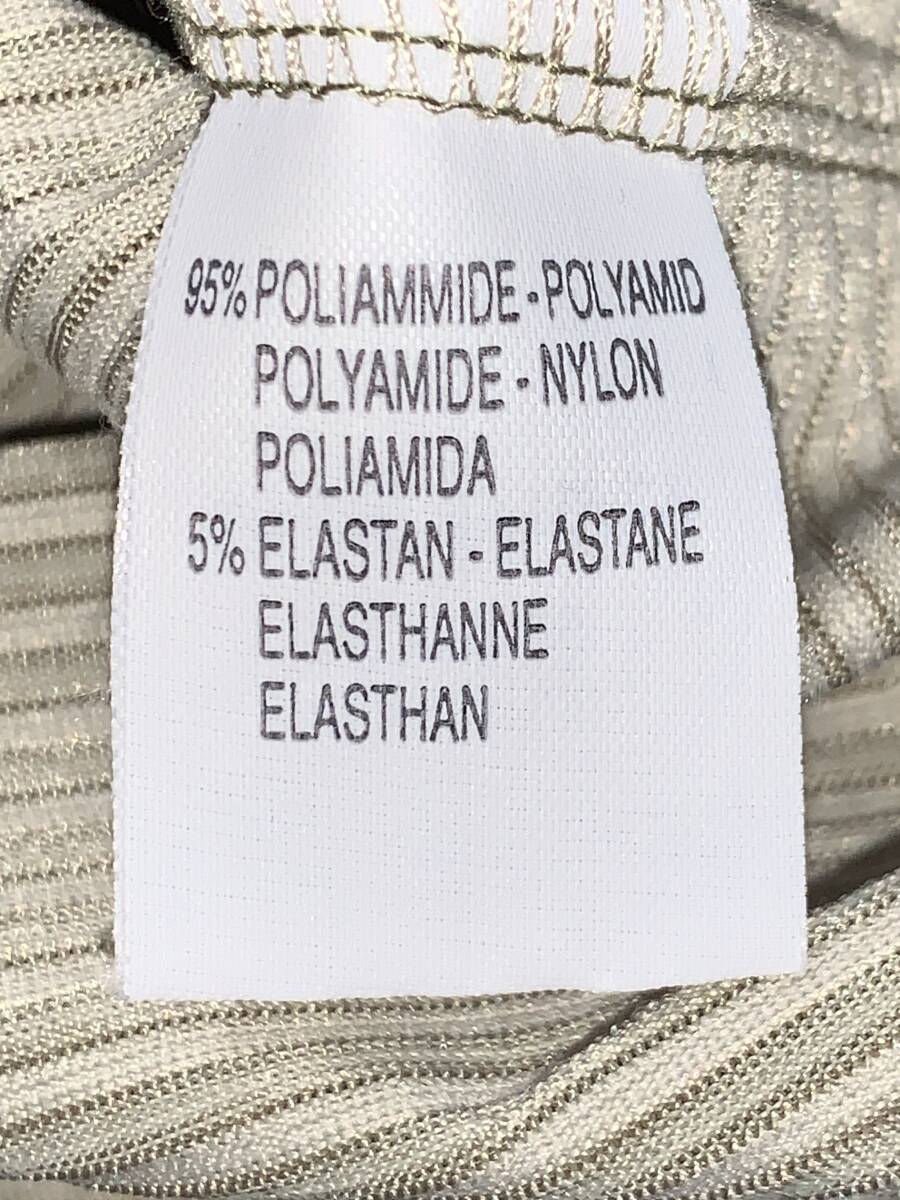 95% POLIAMMIDE - POLYAMID
POLYAMIDE - NYLON
POLIAMIDA
5% ELASTAN - ELASTANE
ELASTHANNE
ELASTHAN